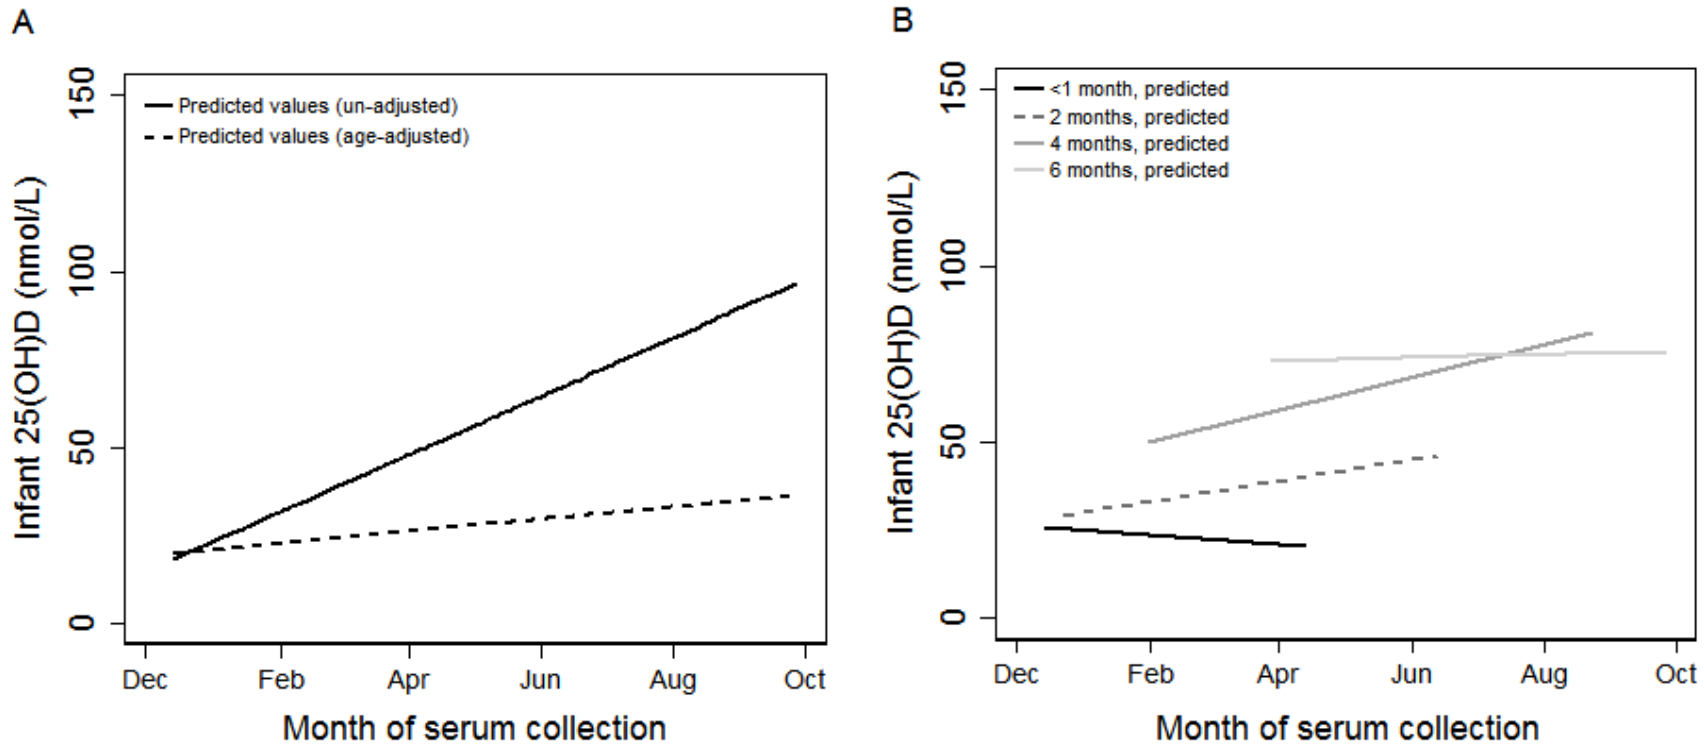 A
Infant 25(OH)D (nmol/L)
150
100
50
0
Predicted values (un-adjusted)
Predicted values (age-adjusted)
Dec Feb Apr Jun Aug Oct
Month of serum collection
B
Infant 25(OH)D (nmol/L)
150
100
50
0
<1 month, predicted
2 months, predicted
4 months, predicted
6 months, predicted
Dec Feb Apr Jun Aug Oct
Month of serum collection